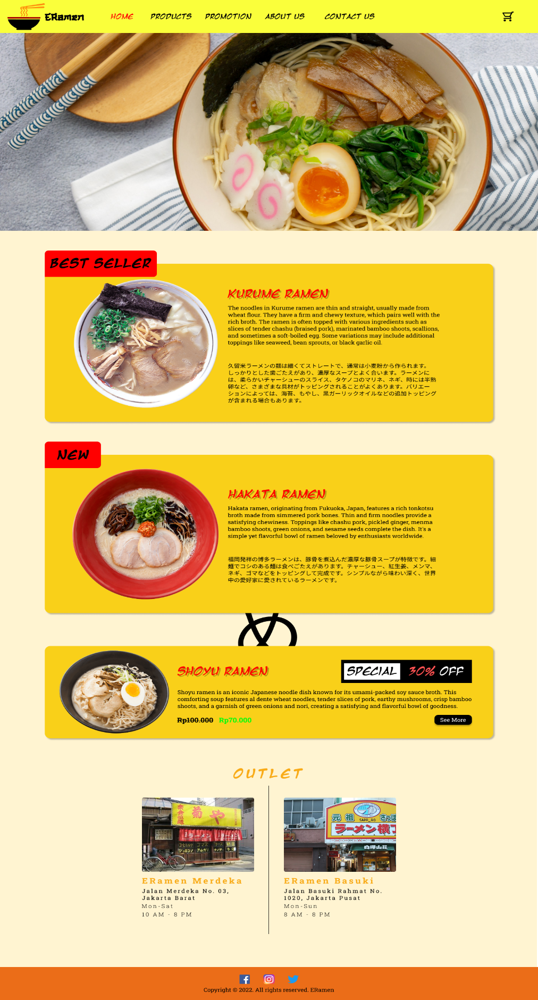 ERamen
HOME PRODUCTS PROMOTION ABOUT US CONTACT US
BEST SELLER
KURUME RAMEN
The noodles in Kurume ramen are thin and straight, usually made from
wheat flour. They have a firm and chewy texture, which pairs well with the
rich broth. The ramen is often topped with various ingredients such as
slices of tender chashu (braised pork), marinated bamboo shoots, scallions,
and sometimes a soft-boiled egg. Some variations may include additional
toppings like seaweed, bean sprouts, or black garlic oil.
久留米ラーメンの麺は細くてストレートで、通常は小麦粉から作られます。
しっかりとした歯ごたえがあり、濃厚なスープとよく合います。ラーメンに
は、柔らかいチャーシューのスライス、タケノコのマリネ、ネギ、時には半熟
卵など、さまざまな具材がトッピングされることがよくあります。バリエー
ションによっては、海苔、もやし、黒ガーリックオイルなどの追加トッピング
が含まれる場合もあります。
NEW
HAKATA RAMEN
Hakata ramen, originating from Fukuoka, Japan, features a rich tonkotsu
broth made from simmered pork bones. Thin and firm noodles provide a
satisfying chewiness. Toppings like chashu pork, pickled ginger, menma
bamboo shoots, green onions, and sesame seeds complete the dish. It's a
simple yet flavorful bowl of ramen beloved by enthusiasts worldwide.
福岡発祥の博多ラーメンは、豚骨を煮込んだ濃厚な豚骨スープが特徴です。細
麺でコシのある麺は食べごたえがあります。チャーシュー、紅生姜、メンマ、
ネギ、ゴマなどをトッピングして完成です。シンプルながら味わい深く、世界
中の愛好家に愛されているラーメンです。
SHOYU RAMEN
SPECIAL 30% OFF
Shoyu ramen is an iconic Japanese noodle dish known for its umami-packed soy sauce broth. This
comforting soup features al dente wheat noodles, tender slices of pork, earthy mushrooms, crisp bamboo
shoots, and a garnish of green onions and nori, creating a satisfying and flavorful bowl of goodness.
Rp100.000 Rp70.000
See More
OUTLET
菊や
ラーメン ラーメン
ERamen Merdeka
Jalan Merdeka No. 03,
Jakarta Barat
Mon-Sat
10 AM - 8 PM
元祖 さっぽ
SAPP_RO
ラーメン横丁
白樺山荘
ERamen Basuki
Jalan Basuki Rahmat No.
1020, Jakarta Pusat
Mon-Sun
8 AM - 8 PM
Copyright © 2022. All rights reserved. ERamen